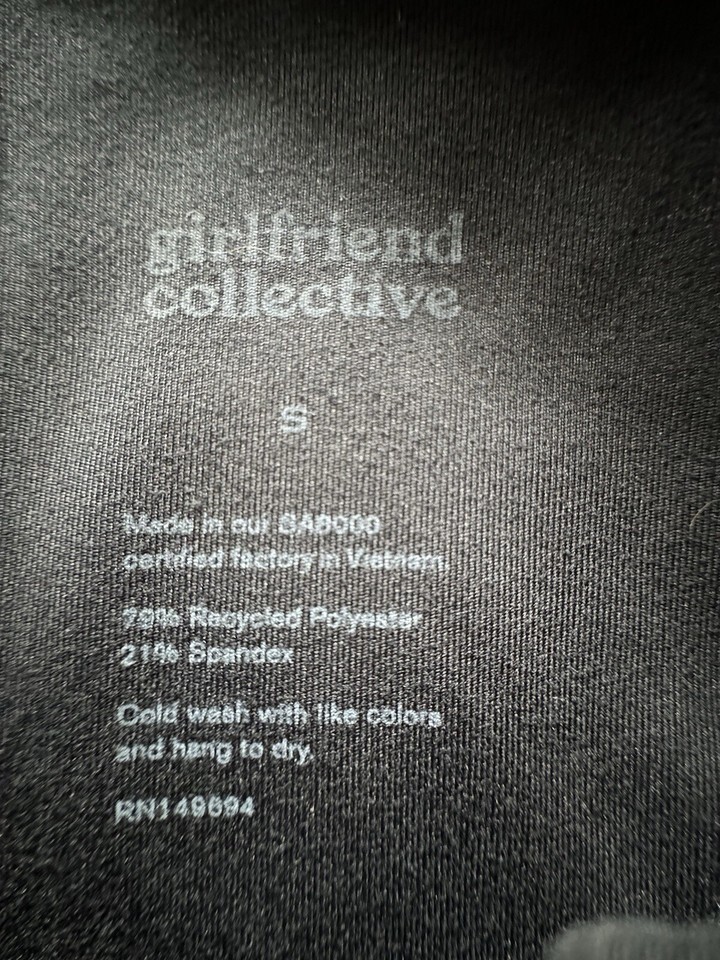 girlfriend
collective
S
Made in our SA8000
certified factory in Vietnam.
79% Recycled Polyester
21% Spandex
Cold wash with like colors
and hang to dry.
RN149694